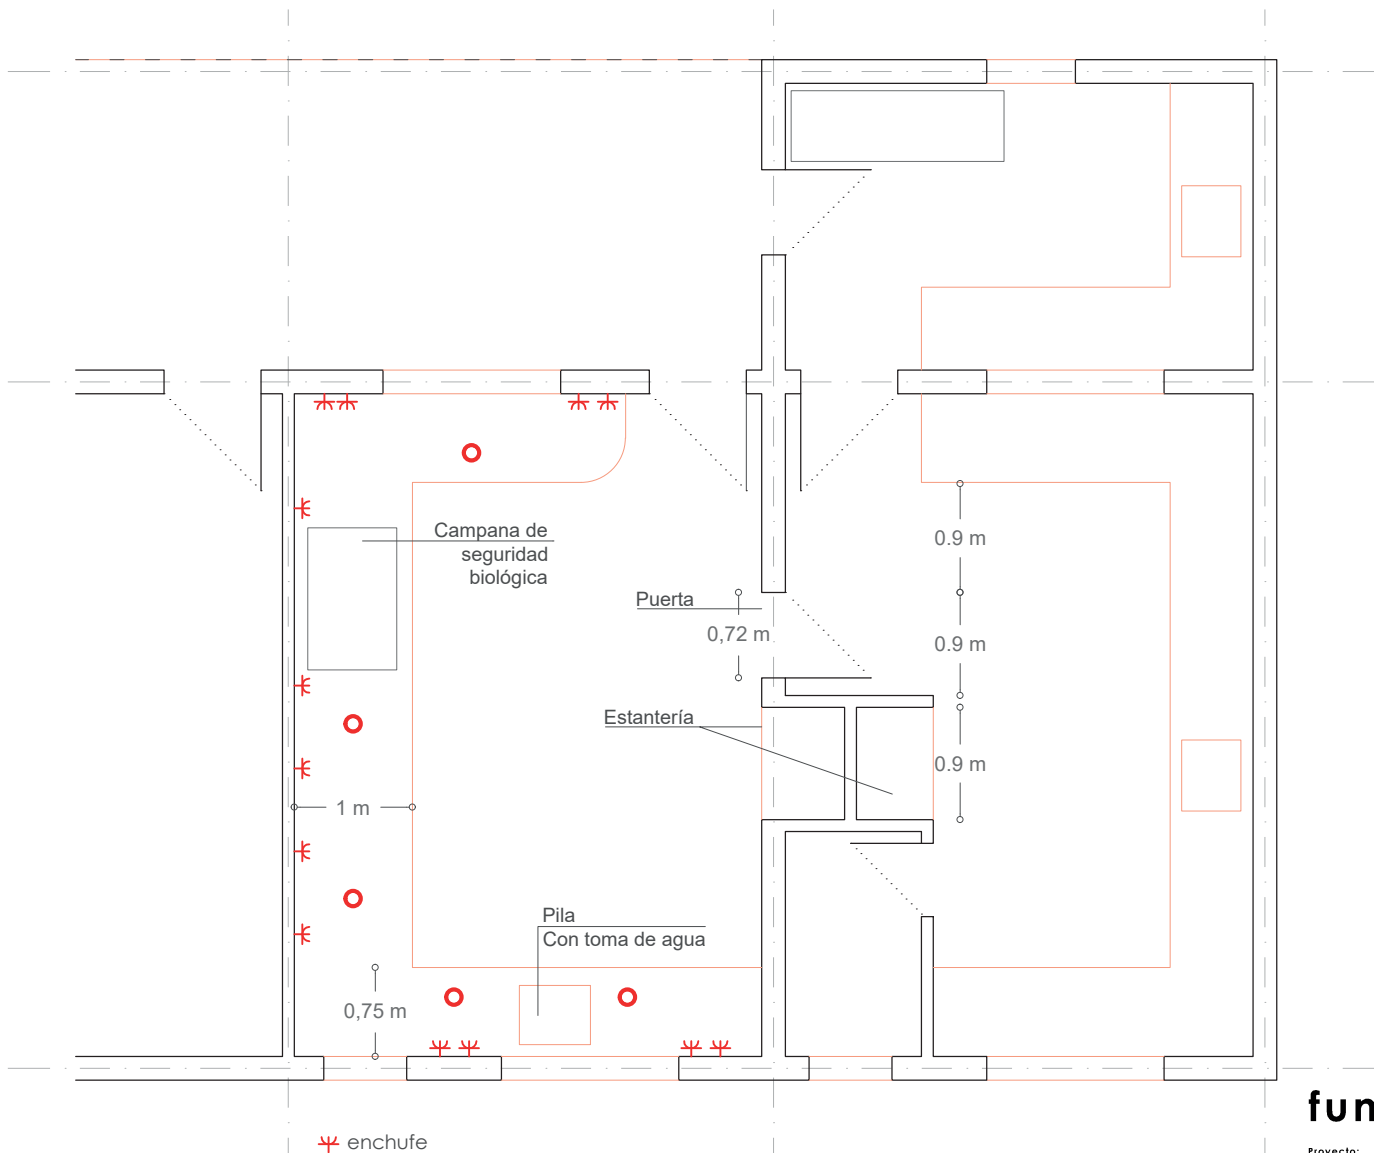 Campana de
seguridad
biológica
0.9 m
Puerta
0,72 m
0.9 m
Estantería
0.9 m
1 m
Pila
Con toma de agua
0,75 m
enchufe
fun
Proyecto: